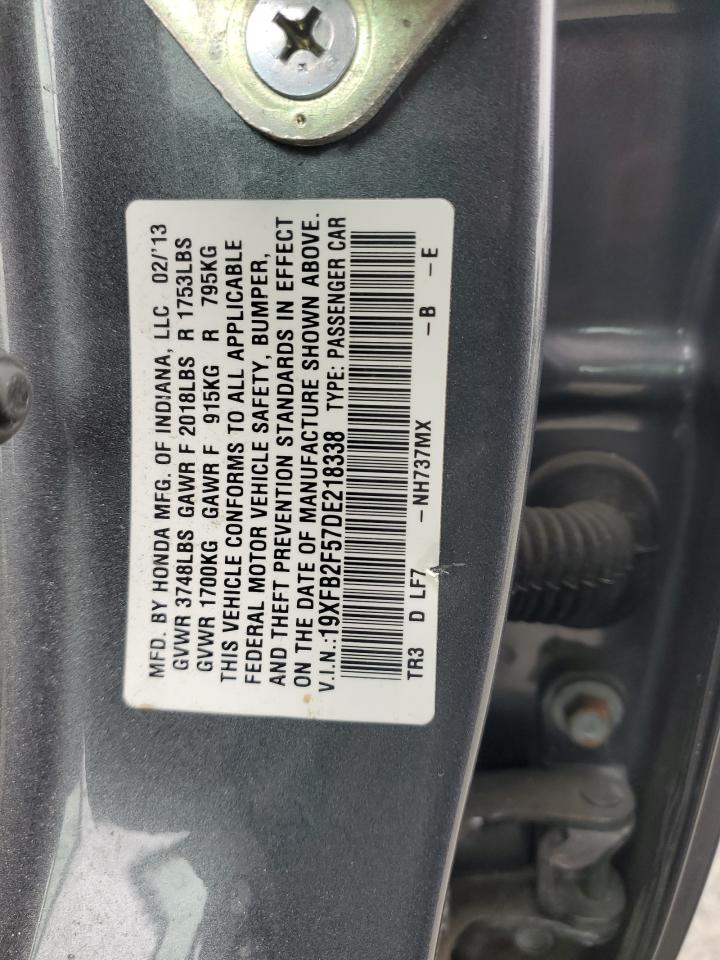 MFD. BY HONDA MFG. OF INDIANA, LLC 02/'13
GVWR 3748LBS GAWR F 2018LBS R 1753LBS
GVWR 1700KG GAWR F 915KG R 795KG
THIS VEHICLE CONFORMS TO ALL APPLICABLE
FEDERAL MOTOR VEHICLE SAFETY, BUMPER,
AND THEFT PREVENTION STANDARDS IN EFFECT
ON THE DATE OF MANUFACTURE SHOWN ABOVE.
V.I.N.:19XFB2F57DE218338 TYPE: PASSENGER CAR
TR3 D LF7 -NH737MX -B -E